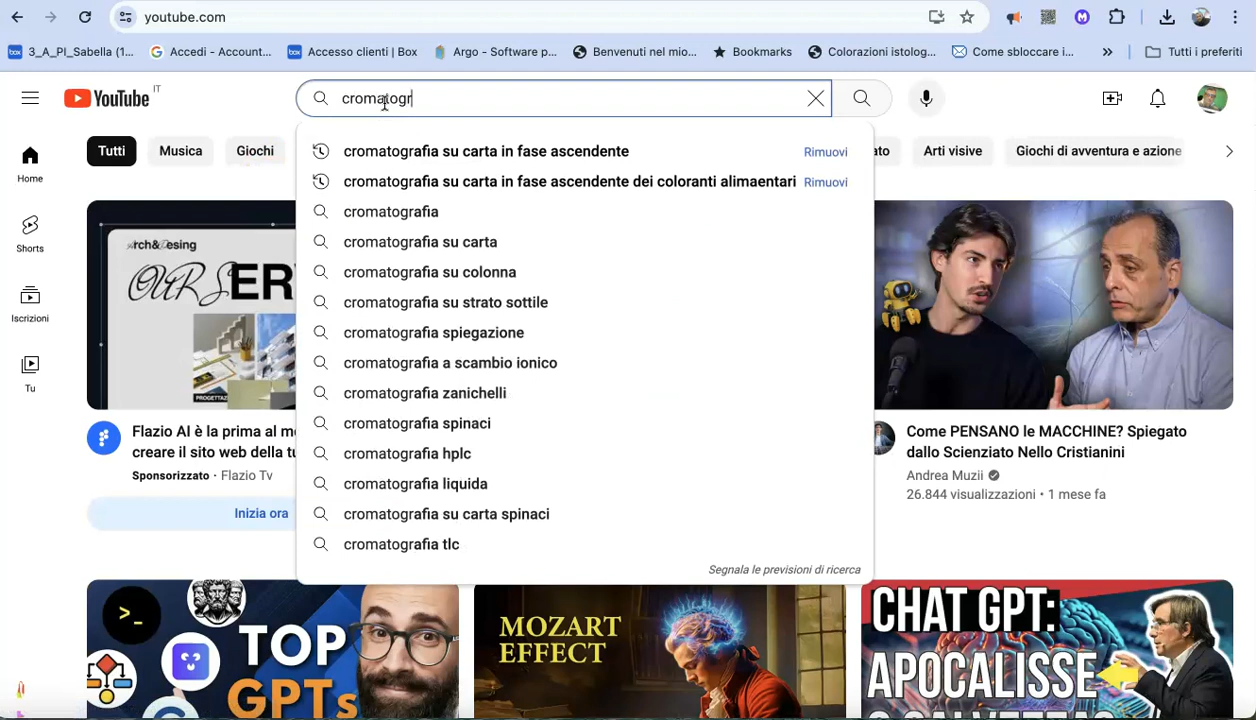 youtube.com
3_A_PI_Sabella (1...
Accedi - Account...
Accesso clienti | Box
Argo - Software p...
Benvenuti nel mio...
Bookmarks
Colorazioni istolog...
Come sbloccare i...
»
Tutti i preferiti
YouTube IT
cromatogr
Tutti
Musica
Giochi
ato
Arti visive
Giochi di avventura e azione
cromatografia su carta in fase ascendente Rimuovi
cromatografia su carta in fase ascendente dei coloranti alimaentari Rimuovi
cromatografia
cromatografia su carta
cromatografia su colonna
cromatografia su strato sottile
cromatografia spiegazione
cromatografia a scambio ionico
cromatografia zanichelli
cromatografia spinaci
cromatografia hplc
cromatografia liquida
cromatografia su carta spinaci
cromatografia tlc
Segnala le previsioni di ricerca
Home
Shorts
Iscrizioni
Tu
Arch&Desing
OUR SER
Flazio AI è la prima al mo
creare il sito web della tu
Sponsorizzato · Flazio Tv
Inizia ora
Come PENSANO le MACCHINE? Spiegato
dallo Scienziato Nello Cristianini
Andrea Muzii
26.844 visualizzazioni • 1 mese fa
>_
TOP
GPTs
MOZART
EFFECT
CHAT GPT:
APOCALISSE